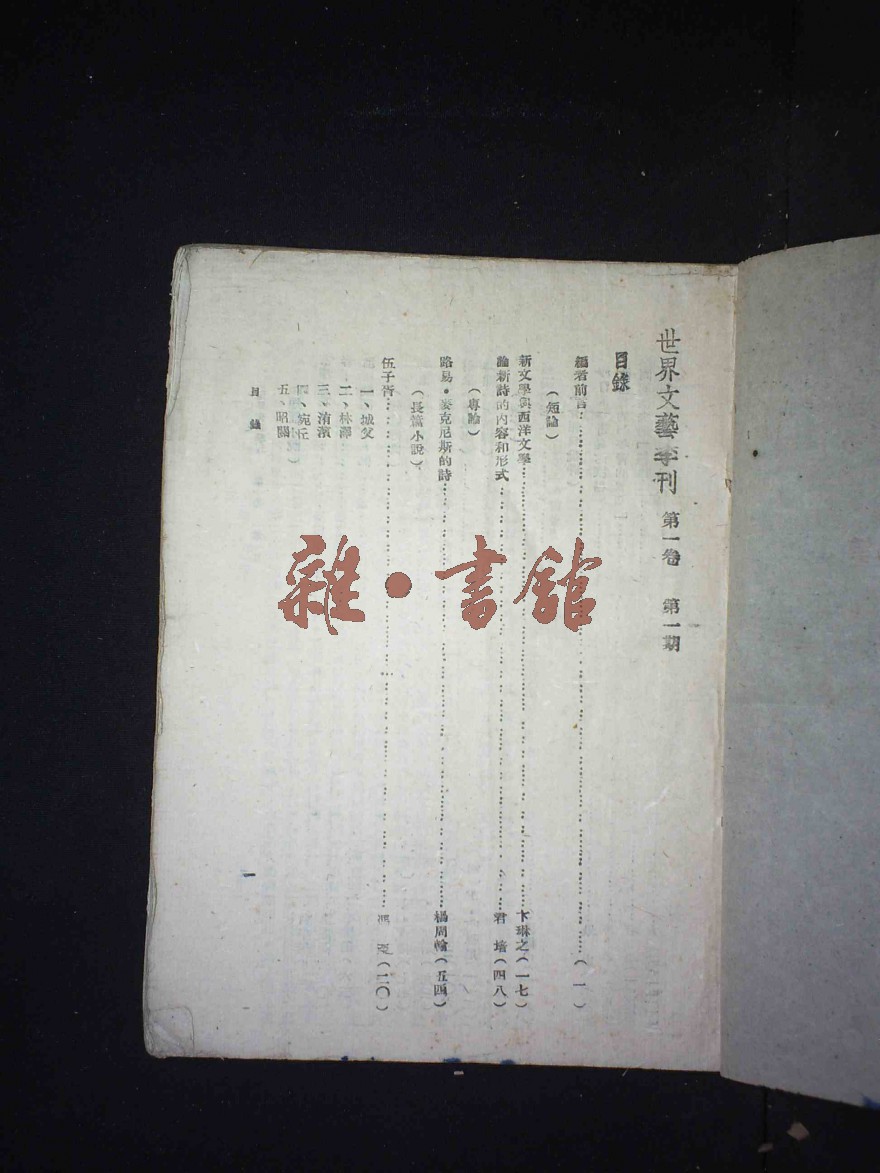 世界文藝季刊 第一卷 第一期
目錄
編者前言(一)
(短論)
新文學與西洋文學卞琳之(一七)
論新詩的內容和形式君培(四八)
(專論)
路易·麥克尼斯的詩楊周翰(五四)
(長篇小說)
伍子胥馮至(二〇)
一、城父
二、林澤
三、洧濱
四、宛丘
五、昭關
目錄
一
雜·書館